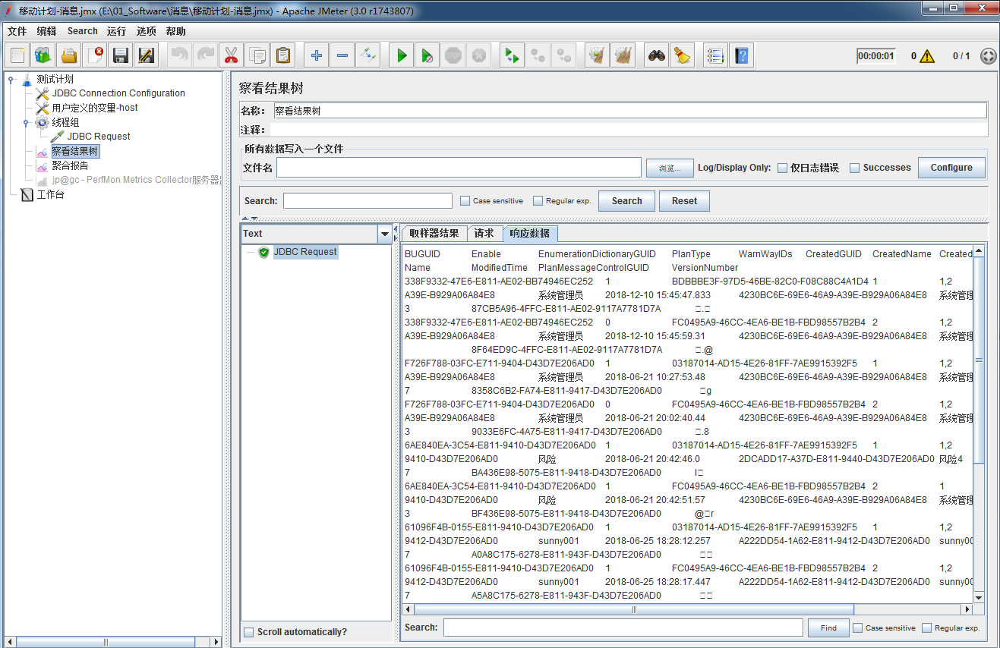 移动计划-消息.jmx (E:\01_Software\消息\移动计划-消息.jmx) - Apache JMeter (3.0 r1743807)
文件 编辑 Search 运行 选项 帮助
STOP
00:00:01 0 0 / 1
测试计划
JDBC Connection Configuration
用户定义的变量-host
线程组
JDBC Request
察看结果树
聚合报告
jp@gc - PerfMon Metrics Collector服务器
工作台
察看结果树
名称： 察看结果树
注释：
所有数据写入一个文件
文件名 浏览... Log/Display Only: 仅日志错误 Successes Configure
Search: Case sensitive Regular exp. Search Reset
Text
JDBC Request
Scroll automatically?
取样器结果 请求 响应数据
BUGUID Enable EnumerationDictionaryGUID PlanType WarnWayIDs CreatedGUID CreatedName Created
Name ModifiedTime PlanMessageControlGUID VersionNumber
338F9332-47E6-E811-AE02-BB74946EC252 1 BDBBBE3F-97D5-46BE-82C0-F08C88C4A1D4 1 1,2
A39E-B929A06A84E8 系统管理员 2018-12-10 15:45:47.833 4230BC6E-69E6-46A9-A39E-B929A06A84E8 系统管理
3 87CB5A96-4FFC-E811-AE02-9117A7781D7A □.□
338F9332-47E6-E811-AE02-BB74946EC252 0 FC0495A9-46CC-4EA6-BE1B-FBD98557B2B4 2 1,2
A39E-B929A06A84E8 系统管理员 2018-12-10 15:45:59.31 4230BC6E-69E6-46A9-A39E-B929A06A84E8 系统管理
8F64ED9C-4FFC-E811-AE02-9117A7781D7A □.@
F726F788-03FC-E711-9404-D43D7E206AD0 1 03187014-AD15-4E26-81FF-7AE9915392F5 1 1,2
A39E-B929A06A84E8 系统管理员 2018-06-21 10:27:53.48 4230BC6E-69E6-46A9-A39E-B929A06A84E8 系统管理
7 8358C6B2-FA74-E811-9417-D43D7E206AD0 □g
F726F788-03FC-E711-9404-D43D7E206AD0 0 FC0495A9-46CC-4EA6-BE1B-FBD98557B2B4 2 1,2
A39E-B929A06A84E8 系统管理员 2018-06-21 20:02:40.44 4230BC6E-69E6-46A9-A39E-B929A06A84E8 系统管理
3 9033E6FC-4A75-E811-9417-D43D7E206AD0 □.8
6AE840EA-3C54-E811-9410-D43D7E206AD0 1 03187014-AD15-4E26-81FF-7AE9915392F5 1 1,2
9410-D43D7E206AD0 风险 2018-06-21 20:42:46.0 2DCADD17-A37D-E811-9440-D43D7E206AD0 风险4
7 BA436E98-5075-E811-9418-D43D7E206AD0 I□
6AE840EA-3C54-E811-9410-D43D7E206AD0 1 FC0495A9-46CC-4EA6-BE1B-FBD98557B2B4 2 1
9410-D43D7E206AD0 风险 2018-06-21 20:42:51.57 4230BC6E-69E6-46A9-A39E-B929A06A84E8 系统管理
3 BF436E98-5075-E811-9418-D43D7E206AD0 @□r
61096F4B-0155-E811-9410-D43D7E206AD0 1 03187014-AD15-4E26-81FF-7AE9915392F5 1 1,2
9412-D43D7E206AD0 sunny001 2018-06-25 18:28:12.257 A222DD54-1A62-E811-9412-D43D7E206AD0 sunny00
7 A0A8C175-6278-E811-943F-D43D7E206AD0 □□
61096F4B-0155-E811-9410-D43D7E206AD0 1 FC0495A9-46CC-4EA6-BE1B-FBD98557B2B4 2 1,2
9412-D43D7E206AD0 sunny001 2018-06-25 18:28:17.447 A222DD54-1A62-E811-9412-D43D7E206AD0 sunny00
7 A5A8C175-6278-E811-943F-D43D7E206AD0 □□
Search: Find Case sensitive Regular exp.